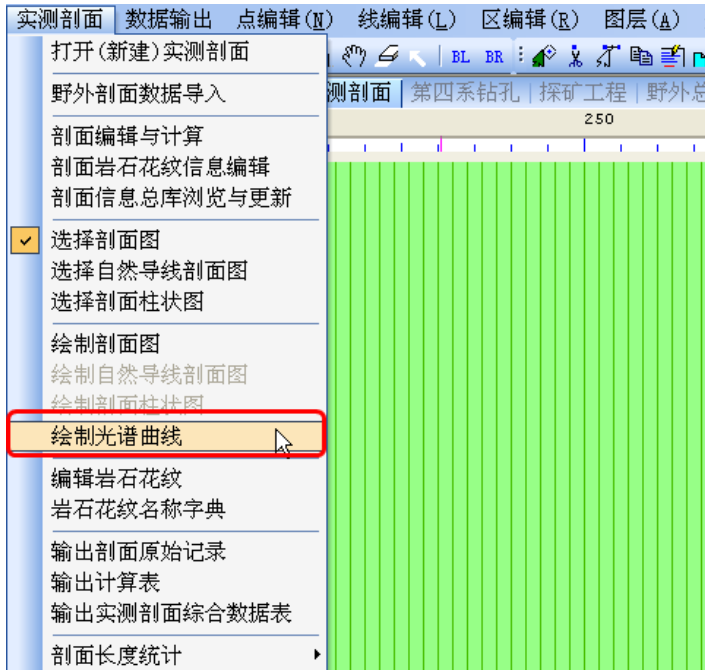 实测剖面 数据输出 点编辑(N) 线编辑(L) 区编辑(R) 图层(A)
打开(新建)实测剖面
BL BR
野外剖面数据导入
测剖面 第四系钻孔 探矿工程 野外总
250
剖面编辑与计算
剖面岩石花纹信息编辑
剖面信息总库浏览与更新
选择剖面图
选择自然导线剖面图
选择剖面柱状图
绘制剖面图
绘制自然导线剖面图
绘制剖面柱状图
绘制光谱曲线
编辑岩石花纹
岩石花纹名称字典
输出剖面原始记录
输出计算表
输出实测剖面综合数据表
剖面长度统计